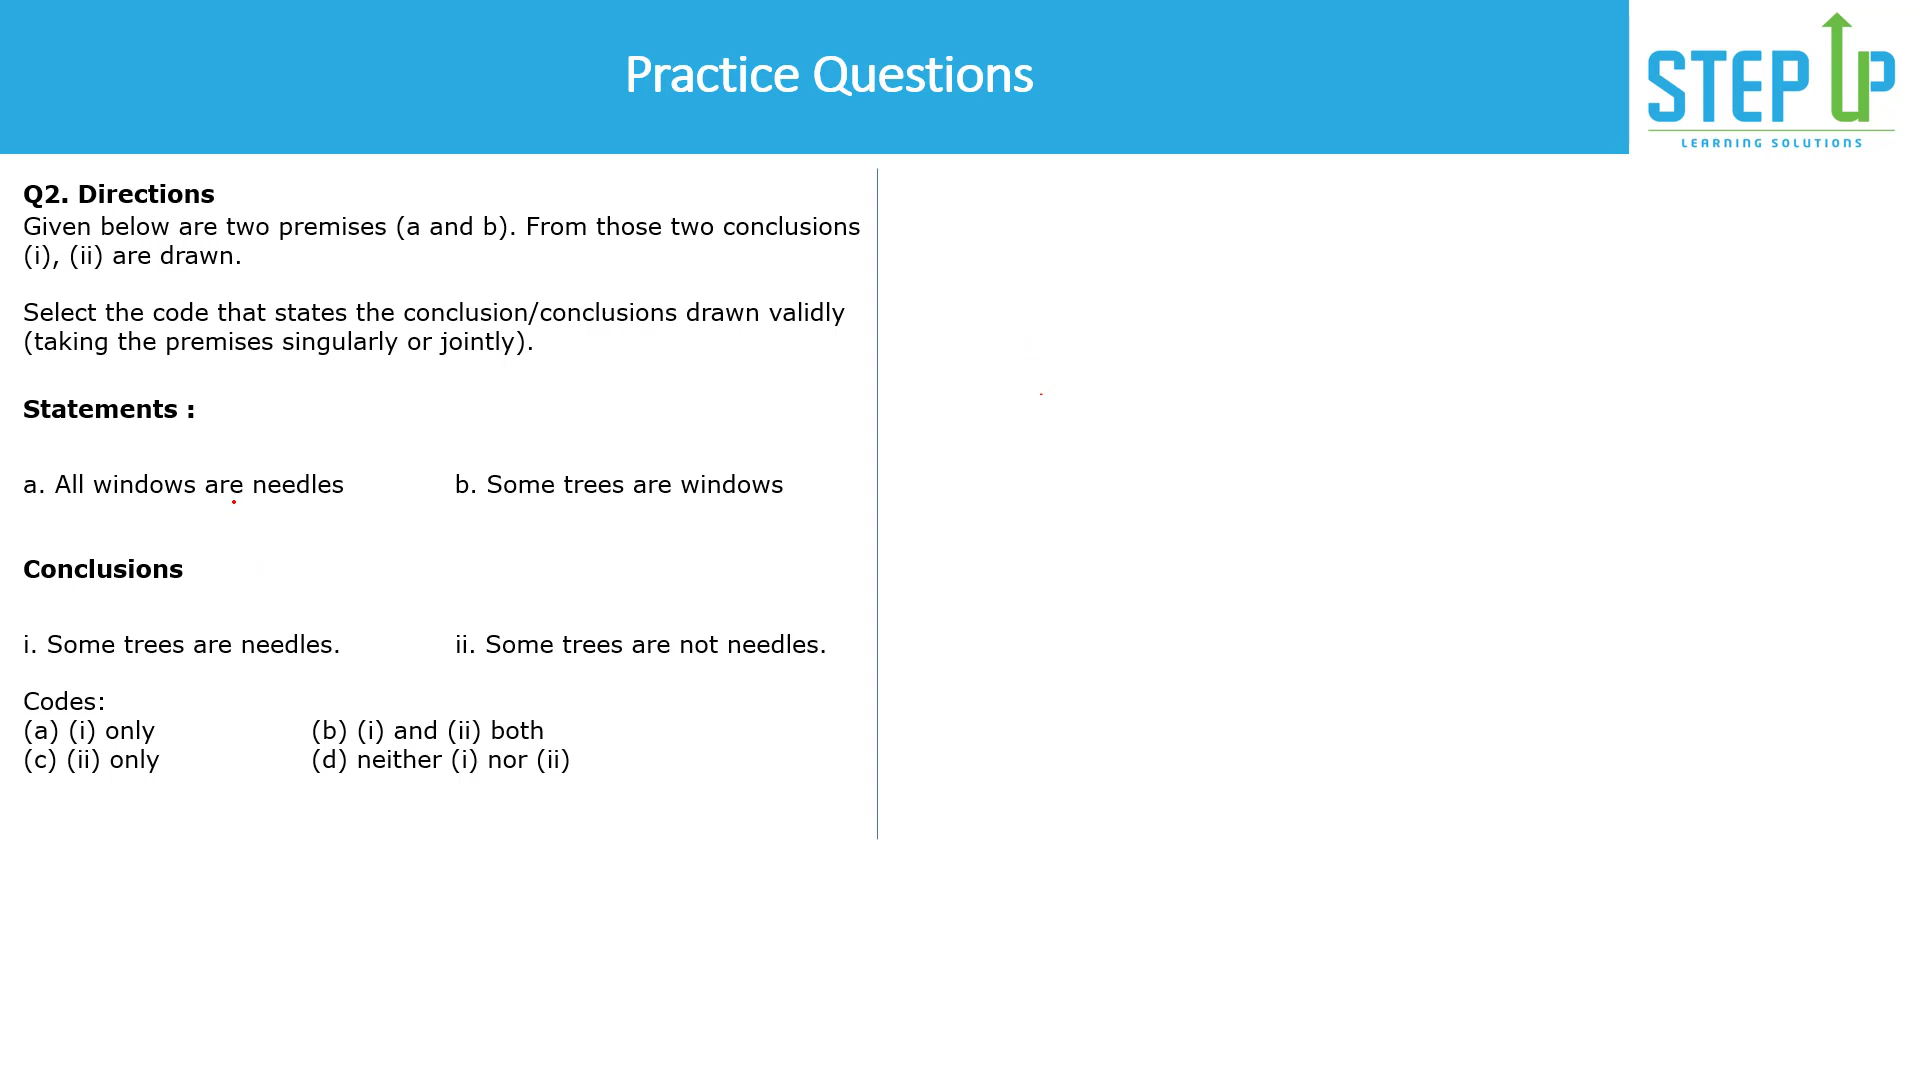 Practice Questions
STEP UP
LEARNING SOLUTIONS
Q2. Directions
Given below are two premises (a and b). From those two conclusions
(i), (ii) are drawn.
Select the code that states the conclusion/conclusions drawn validly
(taking the premises singularly or jointly).
Statements :
a. All windows are needles b. Some trees are windows
Conclusions
i. Some trees are needles. ii. Some trees are not needles.
Codes:
(a) (i) only (b) (i) and (ii) both
(c) (ii) only (d) neither (i) nor (ii)